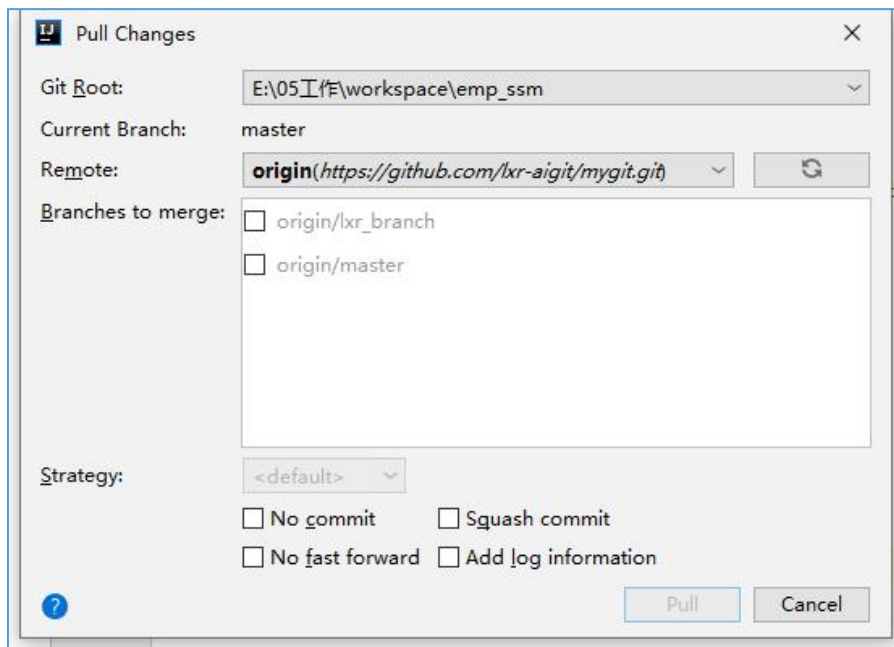 IJ Pull Changes
Git Root: E:\05工作\workspace\emp_ssm
Current Branch: master
Remote: origin(https://github.com/lxr-aigit/mygit.git)
Branches to merge: origin/lxr_branch
origin/master
Strategy: <default>
No commit Squash commit
No fast forward Add log information
? Pull Cancel